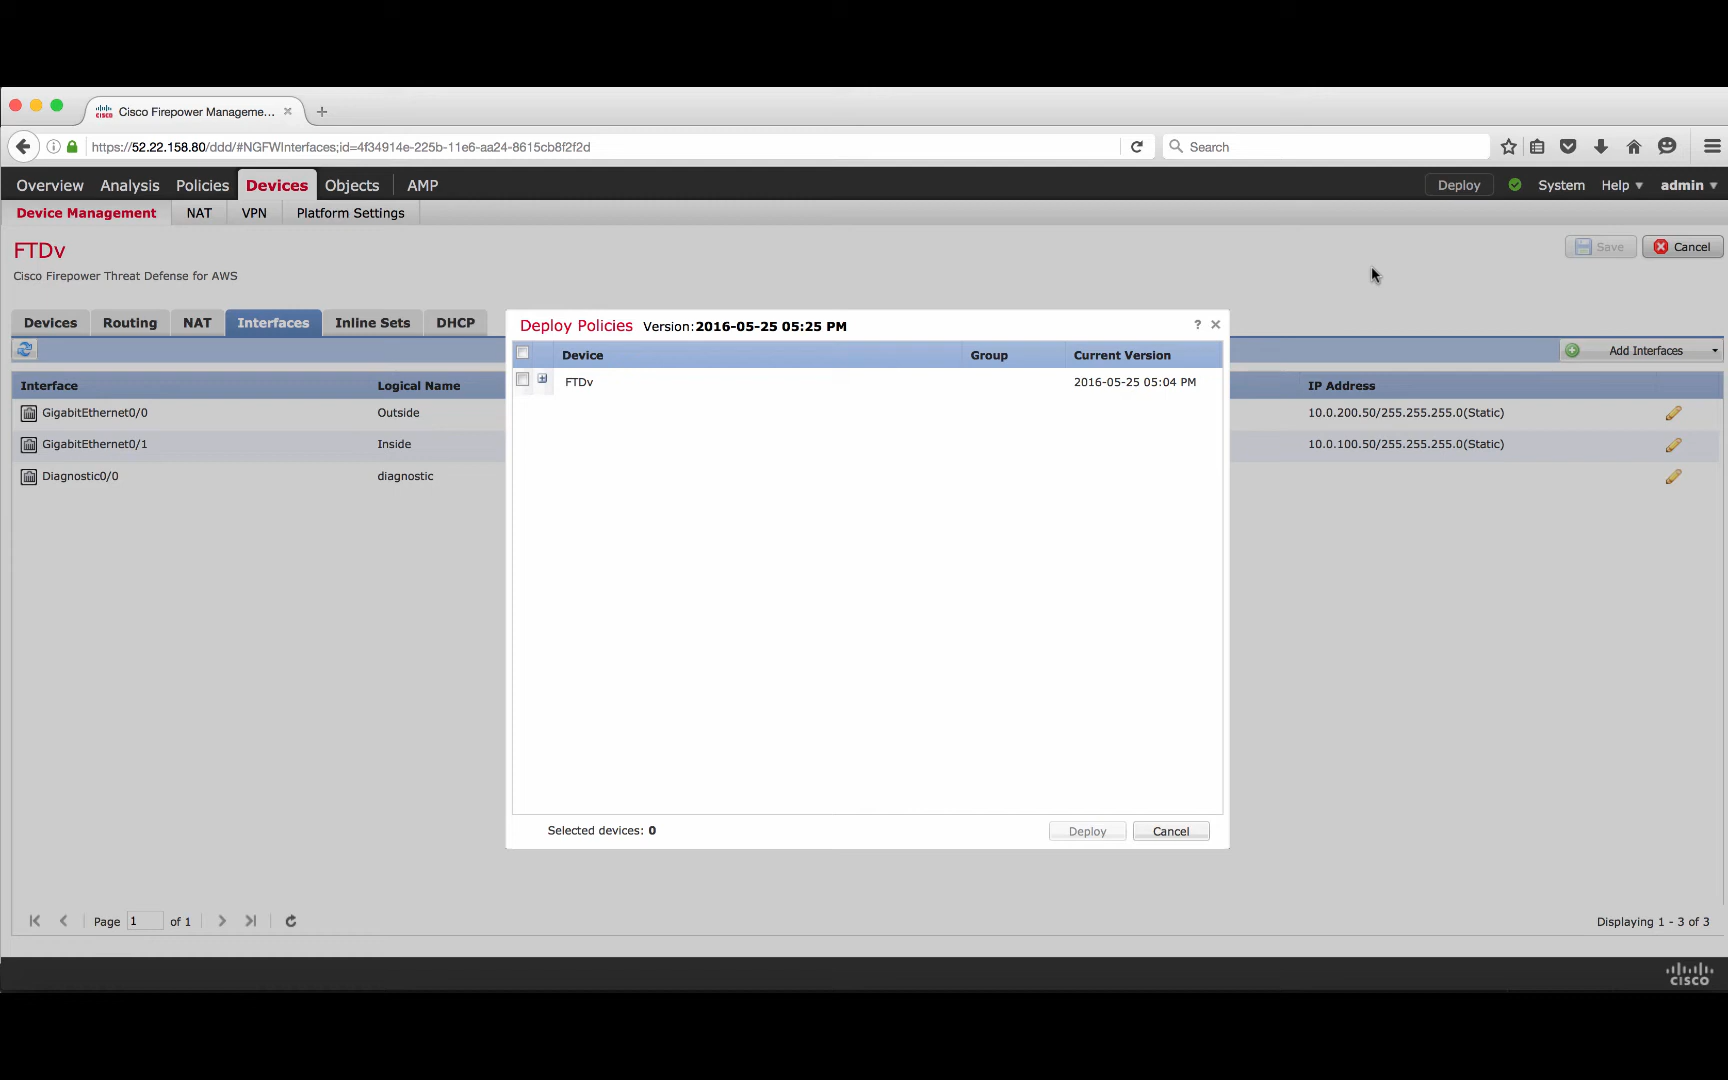 Cisco Firepower Manageme...
https://52.22.158.80/ddd/#NGFWInterfaces;id=4f34914e-225b-11e6-aa24-8615cb8f2f2d
Search
Overview Analysis Policies Devices Objects AMP Deploy System Help admin
Device Management NAT VPN Platform Settings
FTDv
Cisco Firepower Threat Defense for AWS
Save Cancel
Devices Routing NAT Interfaces Inline Sets DHCP
Add Interfaces
Interface Logical Name IP Address
GigabitEthernet0/0 Outside 10.0.200.50/255.255.255.0(Static)
GigabitEthernet0/1 Inside 10.0.100.50/255.255.255.0(Static)
Diagnostic0/0 diagnostic
Deploy Policies Version:2016-05-25 05:25 PM ?
Device Group Current Version
FTDv 2016-05-25 05:04 PM
Selected devices: 0 Deploy Cancel
Page 1 of 1 Displaying 1 - 3 of 3
CISCO